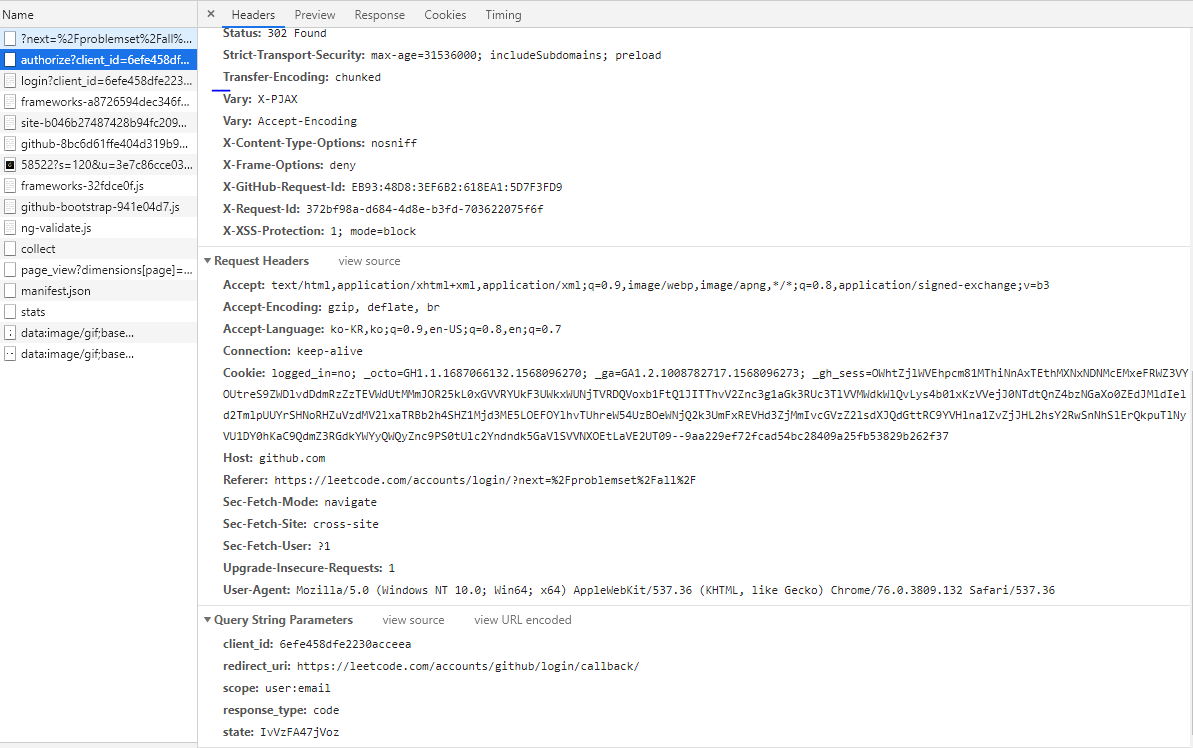 Name
?next=%2Fproblemset%2Fall%...
authorize?client_id=6efe458df...
login?client_id=6efe458dfe223...
frameworks-a8726594dec346f...
site-b046b27487428b94fc209...
github-8bc6d61ffe404d319b9...
58522?s=120&u=3e7c86cce03...
frameworks-32fdce0f.js
github-bootstrap-941e04d7.js
ng-validate.js
collect
page_view?dimensions[page]=...
manifest.json
stats
data:image/gif;base...
data:image/gif;base...
× Headers Preview Response Cookies Timing
Status: 302 Found
Strict-Transport-Security: max-age=31536000; includeSubdomains; preload
Transfer-Encoding: chunked
Vary: X-PJAX
Vary: Accept-Encoding
X-Content-Type-Options: nosniff
X-Frame-Options: deny
X-GitHub-Request-Id: EB93:48D8:3EF6B2:618EA1:5D7F3FD9
X-Request-Id: 372bf98a-d684-4d8e-b3fd-703622075f6f
X-XSS-Protection: 1; mode=block
Request Headers view source
Accept: text/html,application/xhtml+xml,application/xml;q=0.9,image/webp,image/apng,*/*;q=0.8,application/signed-exchange;v=b3
Accept-Encoding: gzip, deflate, br
Accept-Language: ko-KR,ko;q=0.9,en-US;q=0.8,en;q=0.7
Connection: keep-alive
Cookie: logged_in=no; _octo=GH1.1.1687066132.1568096270; _ga=GA1.2.1008782717.1568096273;
Host: github.com
Referer: https://leetcode.com/accounts/login/?next=%2Fproblemset%2Fall%2F
Sec-Fetch-Mode: navigate
Sec-Fetch-Site: cross-site
Sec-Fetch-User: ?1
Upgrade-Insecure-Requests: 1
User-Agent: Mozilla/5.0 (Windows NT 10.0; Win64; x64) AppleWebKit/537.36 (KHTML, like Gecko) Chrome/76.0.3809.132 Safari/537.36
Query String Parameters view source view URL encoded
client_id: 6efe458dfe2230acceea
redirect_uri: https://leetcode.com/accounts/github/login/callback/
scope: user:email
response_type: code
state: IvVzFA47jVoz